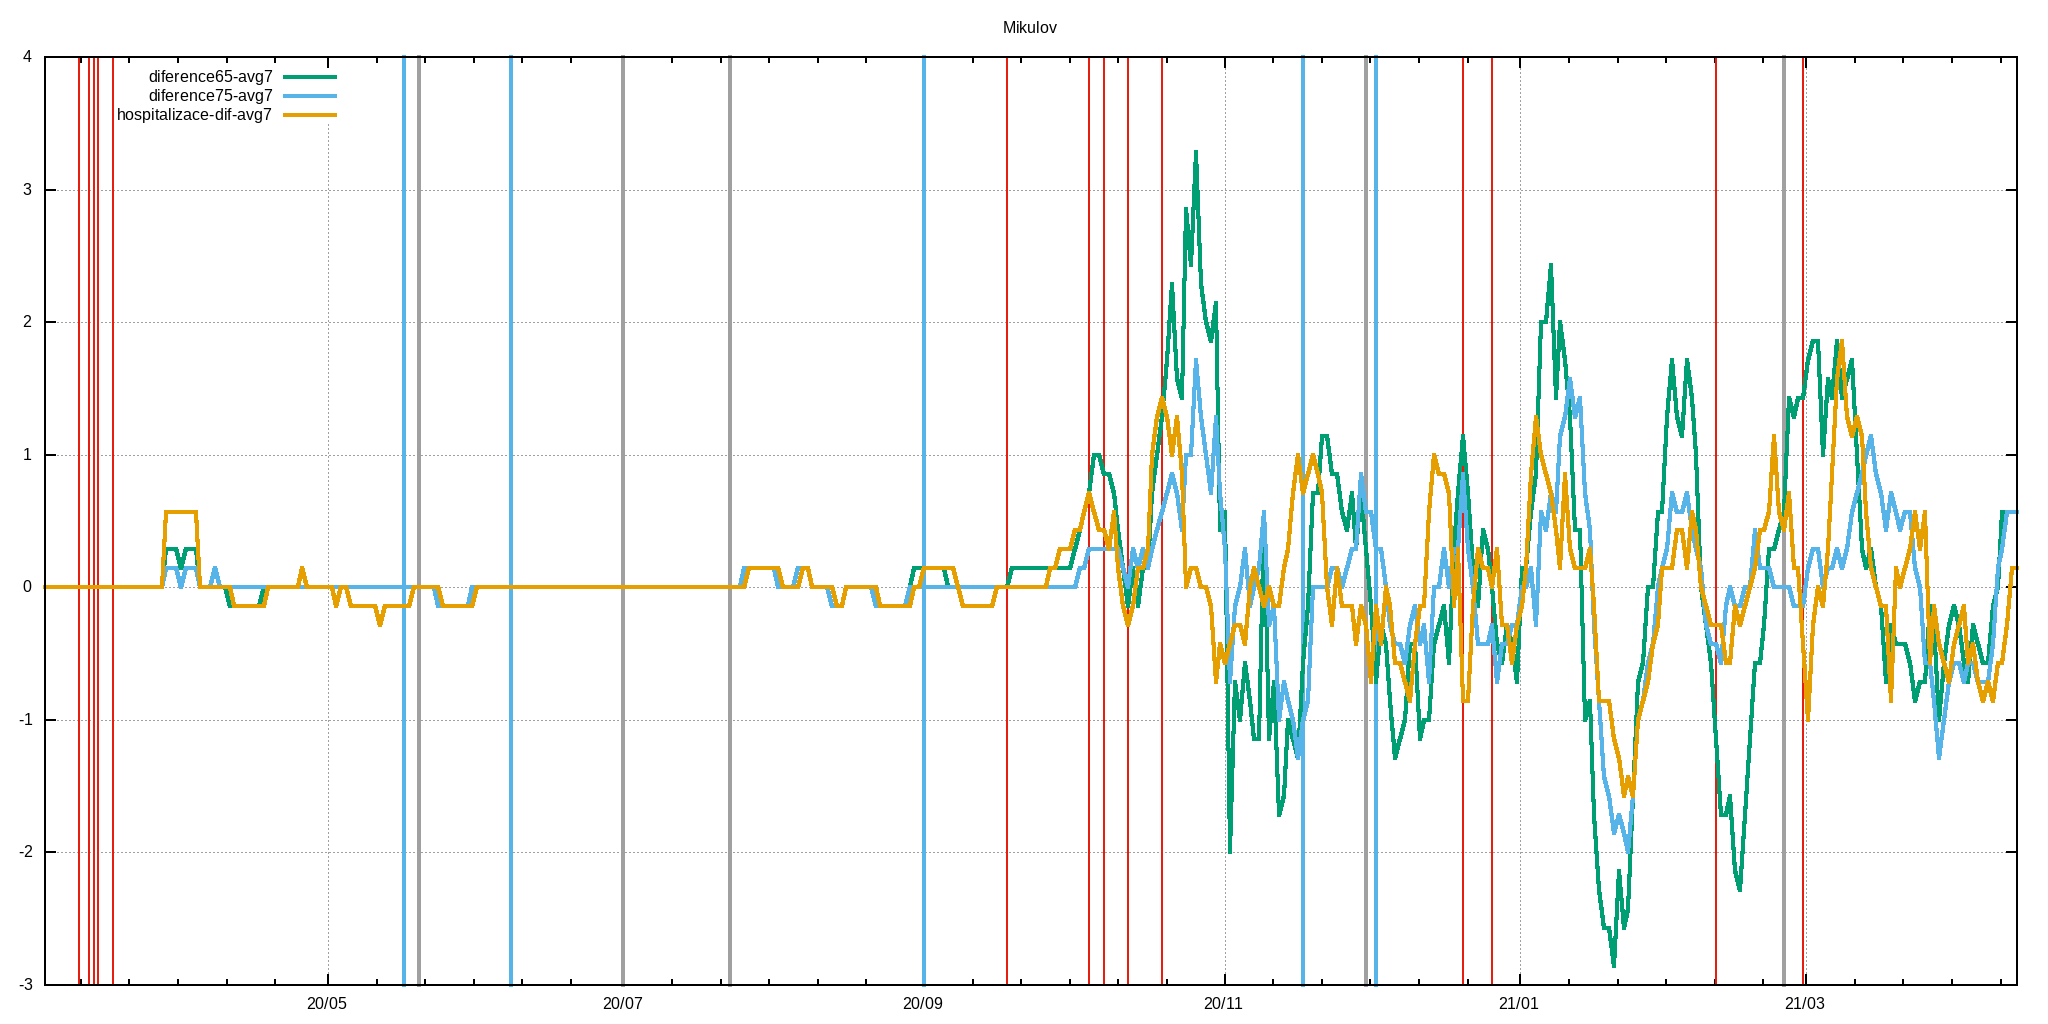 Mikulov
4
diference65-avg7
diference75-avg7
hospitalizace-dif-avg7
3
2
1
0
-1
-2
-3
20/05 20/07 20/09 20/11 21/01 21/03